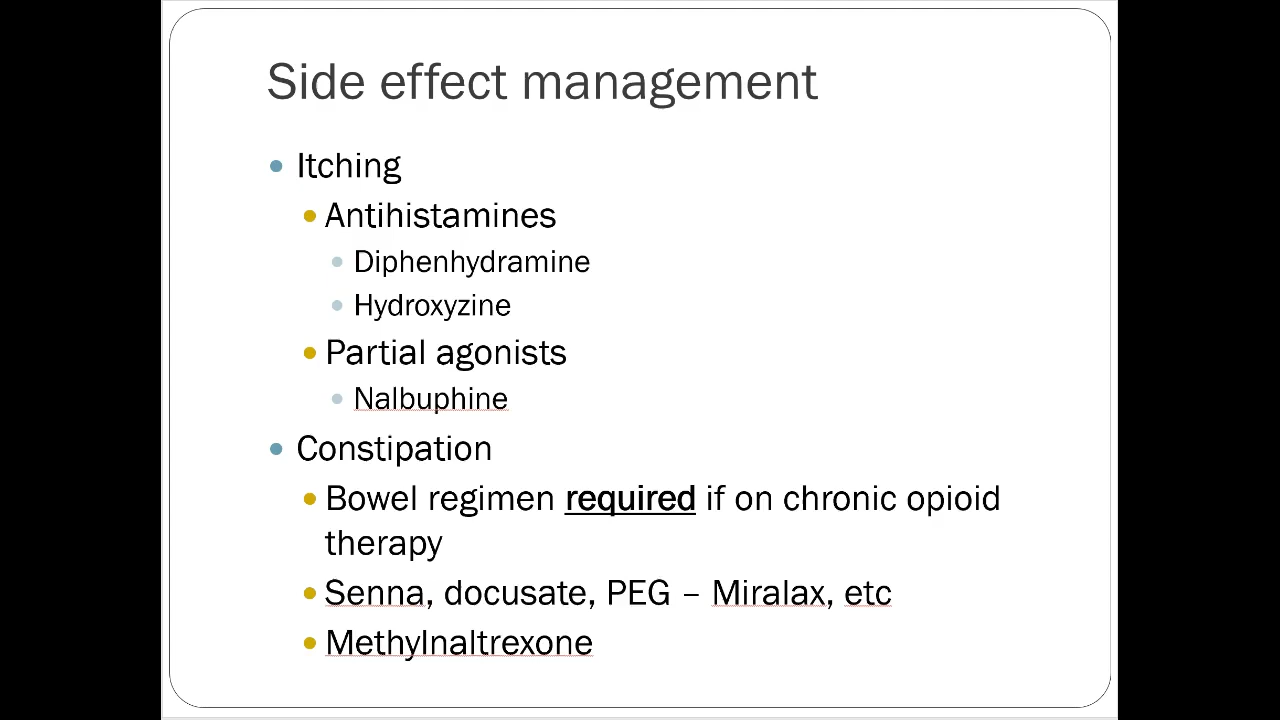 Side effect management
Itching
Antihistamines
Diphenhydramine
Hydroxyzine
Partial agonists
Nalbuphine
Constipation
Bowel regimen required if on chronic opioid
therapy
Senna, docusate, PEG – Miralax, etc
Methylnaltrexone